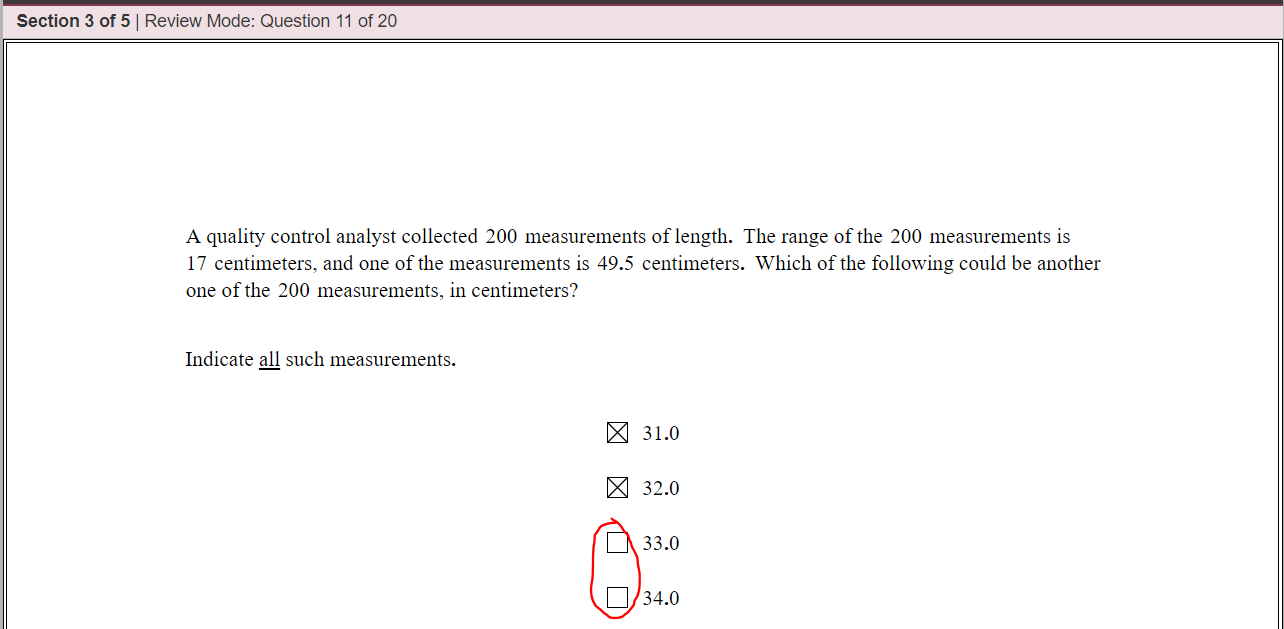 Section 3 of 5 | Review Mode: Question 11 of 20
A quality control analyst collected 200 measurements of length. The range of the 200 measurements is
17 centimeters, and one of the measurements is 49.5 centimeters. Which of the following could be another
one of the 200 measurements, in centimeters?
Indicate all such measurements.
31.0
32.0
33.0
34.0